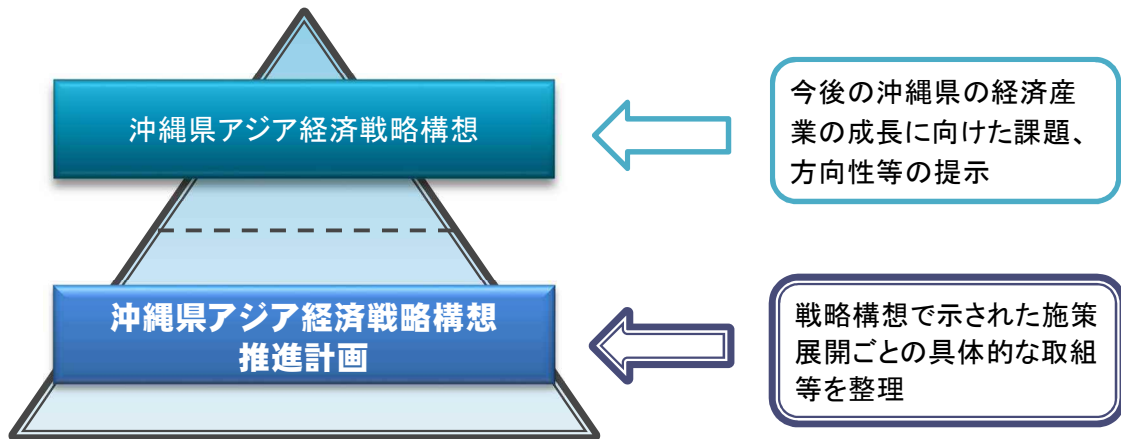 沖縄県アジア経済戦略構想
今後の沖縄県の経済産
業の成長に向けた課題、
方向性等の提示
沖縄県アジア経済戦略構想
推進計画
戦略構想で示された施策
展開ごとの具体的な取組
等を整理